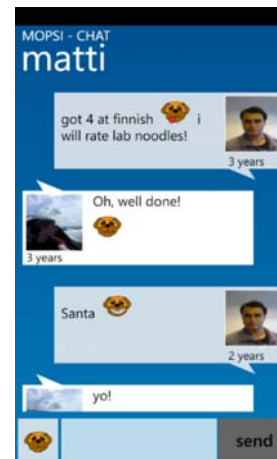 MOPSI - CHAT
matti
got 4 at finnish i
will rate lab noodles!
3 years
Oh, well done!
3 years
Santa
2 years
yo!
send